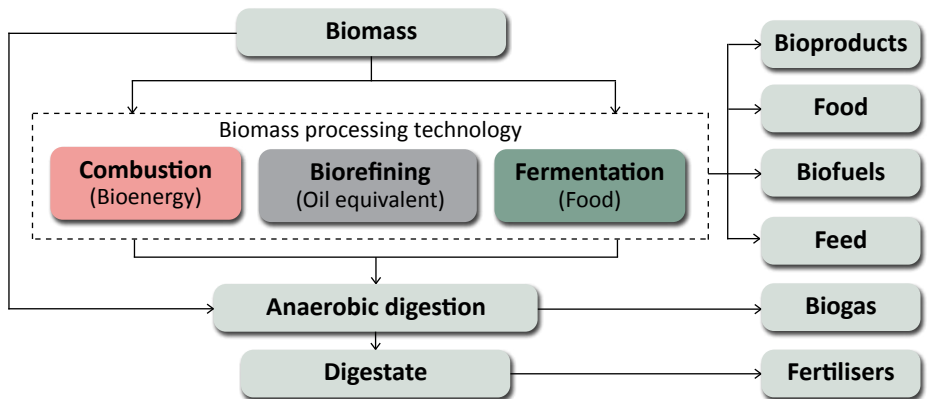 Biomass
Biomass processing technology
Combustion
(Bioenergy)
Biorefining
(Oil equivalent)
Fermentation
(Food)
Anaerobic digestion
Digestate
Bioproducts
Food
Biofuels
Feed
Biogas
Fertilisers